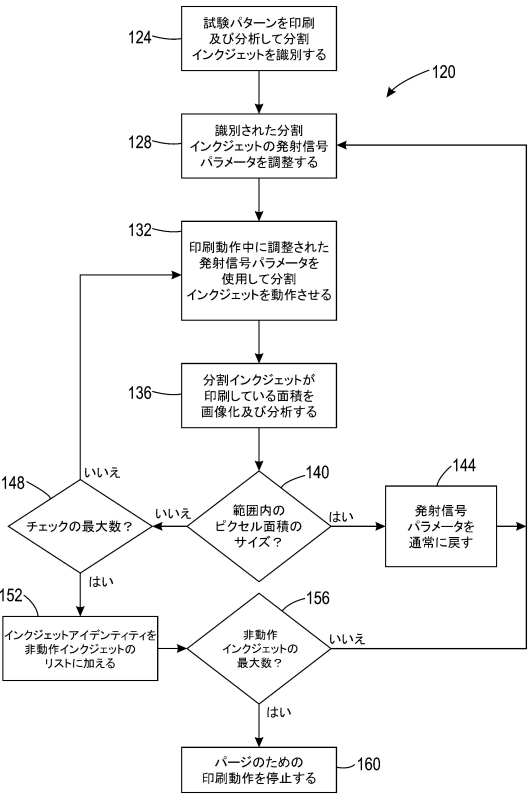 124
試験パターンを印刷
及び分析して分割
インクジェットを識別する
120
128
識別された分割
インクジェットの発射信号
パラメータを調整する
132
印刷動作中に調整された
発射信号パラメータを
使用して分割
インクジェットを動作させる
136
分割インクジェットが
印刷している面積を
画像化及び分析する
148
いいえ
チェックの最大数?
いいえ
140
範囲内の
ピクセル面積の
サイズ?
はい
144
発射信号
パラメータを
通常に戻す
はい
152
インクジェットアイデンティティを
非動作インクジェットの
リストに加える
156
非動作
インクジェットの
最大数?
いいえ
はい
パージのための
印刷動作を停止する
160